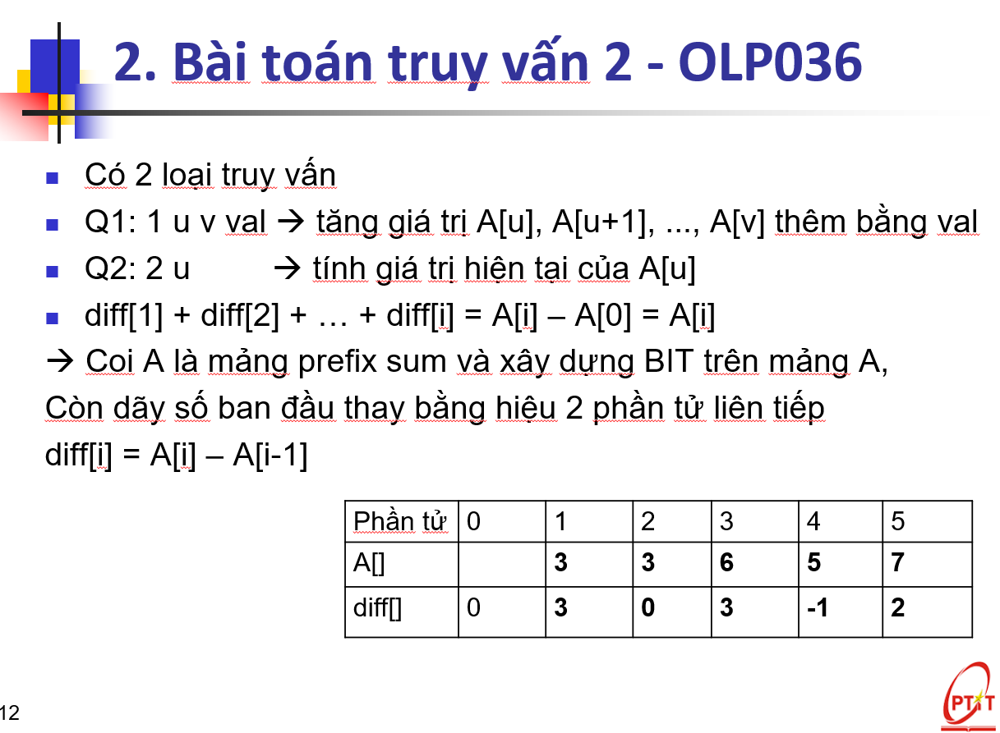 2. Bài toán truy vấn 2 - OLP036
Có 2 loại truy vấn
Q1: 1 u v val → tăng giá trị A[u], A[u+1], ..., A[v] thêm bằng val
Q2: 2 u → tính giá trị hiện tại của A[u]
diff[1] + diff[2] + … + diff[i] = A[i] – A[0] = A[i]
→ Coi A là mảng prefix sum và xây dựng BIT trên mảng A,
Còn dãy số ban đầu thay bằng hiệu 2 phần tử liên tiếp
diff[i] = A[i] – A[i-1]
Phần tử 0 1 2 3 4 5
A[] 3 3 6 5 7
diff[] 0 3 0 3 -1 2
PTIT
12